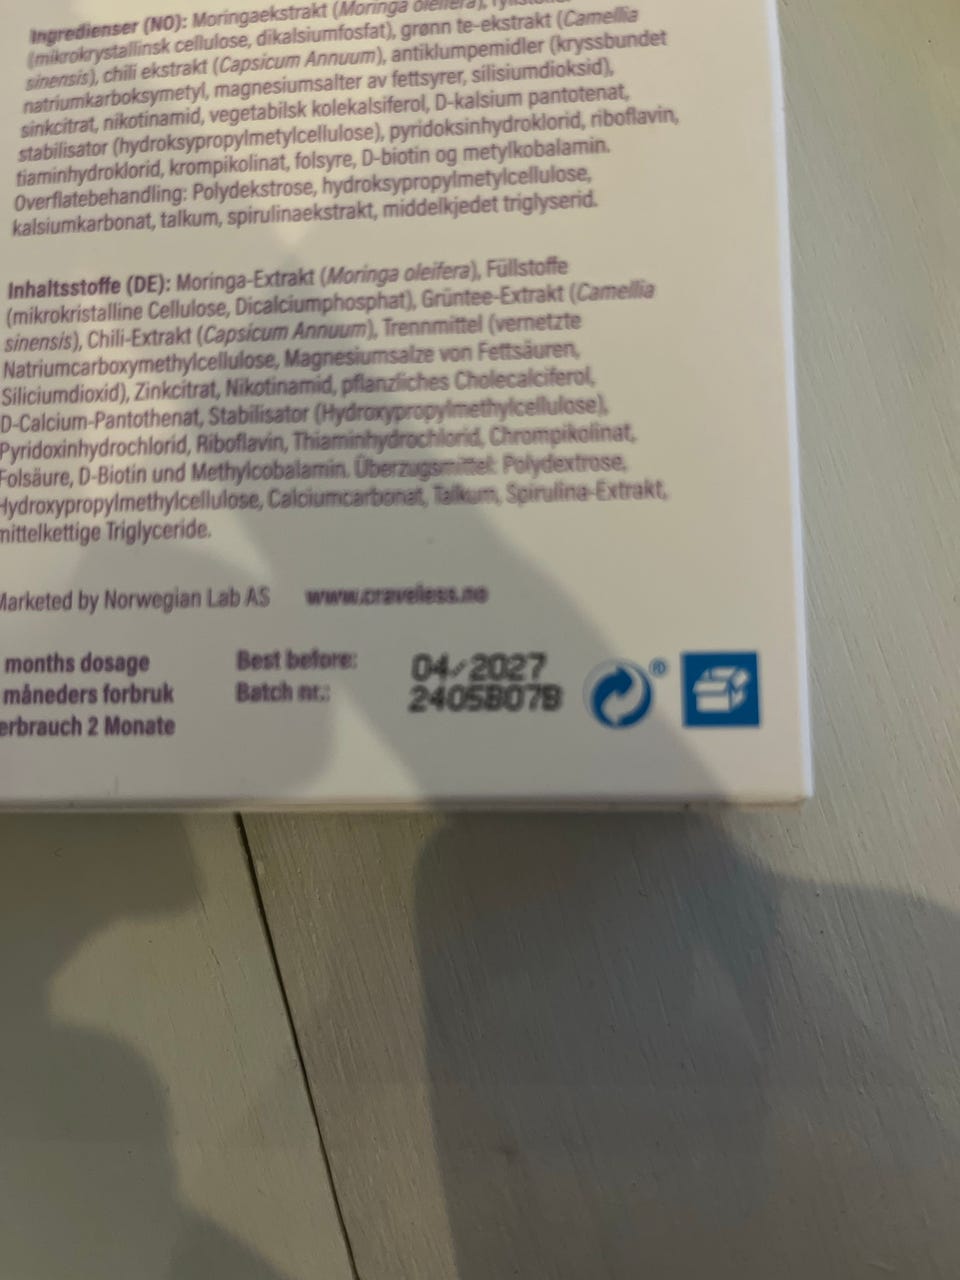 Ingredienser (NO): Moringaekstrakt (Moringa oleifera),
(mikrokrystallinsk cellulose, dikalsiumfosfat), grønn te-ekstrakt (Camellia
sinensis), chili ekstrakt (Capsicum Annuum), antiklumpemidler (kryssbundet
natriumkarboksymetyl, magnesiumsalter av fettsyrer, silisiumdioksid),
sinkcitrat, nikotinamid, vegetabilsk kolekalsiferol, D-kalsium pantotenat,
stabilisator (hydroksypropylmetylcellulose), pyridoksinhydroklorid, riboflavin,
tiaminhydroklorid, krompikolinat, folsyre, D-biotin og metylkobalamin.
Overflatebehandling: Polydekstrose, hydroksypropylmetylcellulose,
kalsiumkarbonat, talkum, spirulinaekstrakt, middelkjedet triglyserid.
Inhaltsstoffe (DE): Moringa-Extrakt (Moringa oleifera), Füllstoffe
(mikrokristalline Cellulose, Dicalciumphosphat), Grüntee-Extrakt (Camellia
sinensis), Chili-Extrakt (Capsicum Annuum), Trennmittel (vernetzte
Natriumcarboxymethylcellulose, Magnesiumsalze von Fettsäuren,
Siliciumdioxid), Zinkcitrat, Nikotinamid, pflanzliches Cholecalciferol,
D-Calcium-Pantothenat, Stabilisator (Hydroxypropylmethylcellulose),
Pyridoxinhydrochlorid, Riboflavin, Thiaminhydrochlorid, Chrompikolinat,
Folsäure, D-Biotin und Methylcobalamin. Überzugsmittel: Polydextrose,
Hydroxypropylmethylcellulose, Calciumcarbonat, Talkum, Spirulina-Extrakt,
mittelkettige Triglyceride.
Marketed by Norwegian Lab AS www.craveless.no
months dosage
måneders forbruk
erbrauch 2 Monate
Best before: 04/2027
Batch nr.: 2405B07B
®